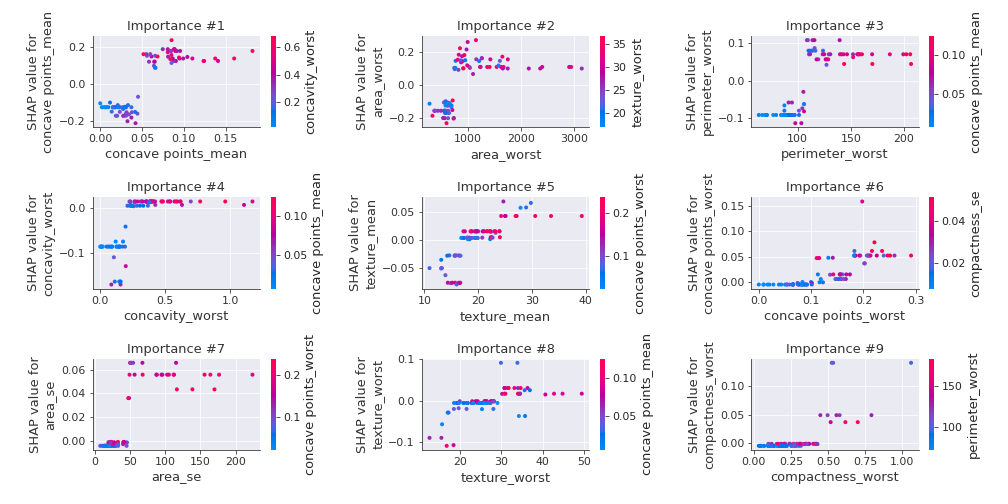 Importance #1
SHAP value for
concave points_mean
0.2
0.0
−0.2
0.00
0.05
0.10
0.15
concave points_mean
0.6
0.4
0.2
concavity_worst
Importance #2
SHAP value for
area_worst
0.2
0.0
−0.2
1000
2000
3000
area_worst
35
30
25
20
texture_worst
Importance #3
SHAP value for
perimeter_worst
0.1
0.0
−0.1
100
150
200
perimeter_worst
0.10
0.05
concave points_mean
Importance #4
SHAP value for
concavity_worst
0.0
−0.1
0.0
0.5
1.0
concavity_worst
0.10
0.05
concave points_mean
Importance #5
SHAP value for
texture_mean
0.05
0.00
−0.05
10
20
30
40
texture_mean
0.2
0.1
concave points_worst
Importance #6
SHAP value for
concave points_worst
0.15
0.10
0.05
0.00
0.0
0.1
0.2
0.3
concave points_worst
0.04
0.02
compactness_se
Importance #7
SHAP value for
area_se
0.06
0.04
0.02
0.00
0
50
100
150
200
area_se
0.2
0.1
concave points_worst
Importance #8
SHAP value for
texture_worst
0.1
0.0
−0.1
20
30
40
50
texture_worst
0.10
0.05
concave points_mean
Importance #9
SHAP value for
compactness_worst
0.10
0.05
0.00
0.00
0.25
0.50
0.75
1.00
compactness_worst
150
100
perimeter_worst